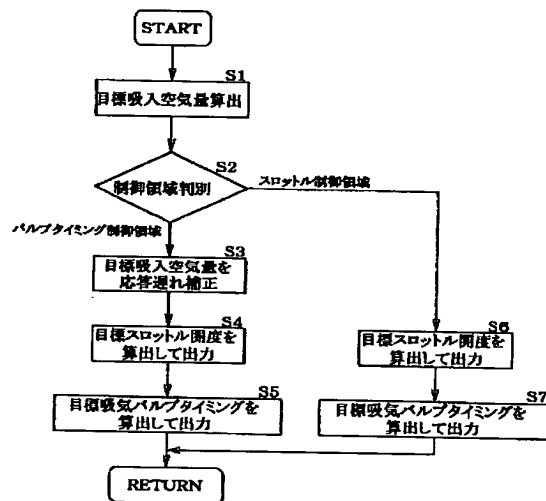 START
S1
目標吸入空気量算出
S2
制御領域判別
スロットル制御領域
バルブタイミング制御領域
S3
目標吸入空気量を
応答遅れ補正
S4
目標スロットル開度を
算出して出力
S5
目標吸気バルブタイミングを
算出して出力
S6
目標スロットル開度を
算出して出力
S7
目標吸気バルブタイミングを
算出して出力
RETURN